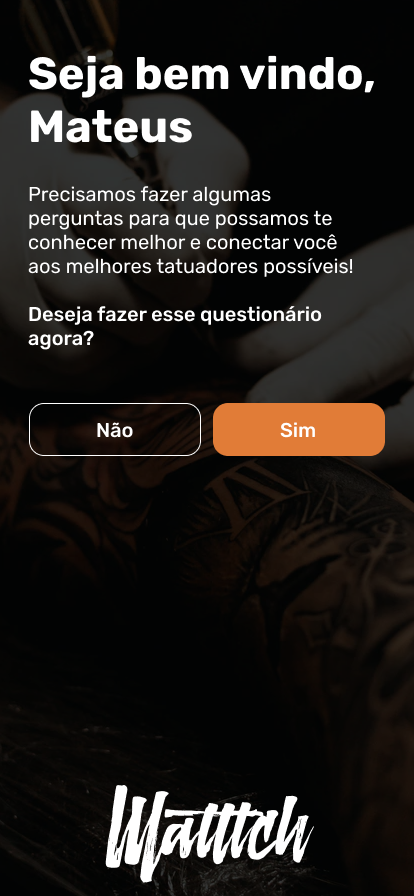 Seja bem vindo,
Mateus
Precisamos fazer algumas
perguntas para que possamos te
conhecer melhor e conectar você
aos melhores tatuadores possíveis!
Deseja fazer esse questionário
agora?
Não
Sim
Mätttch